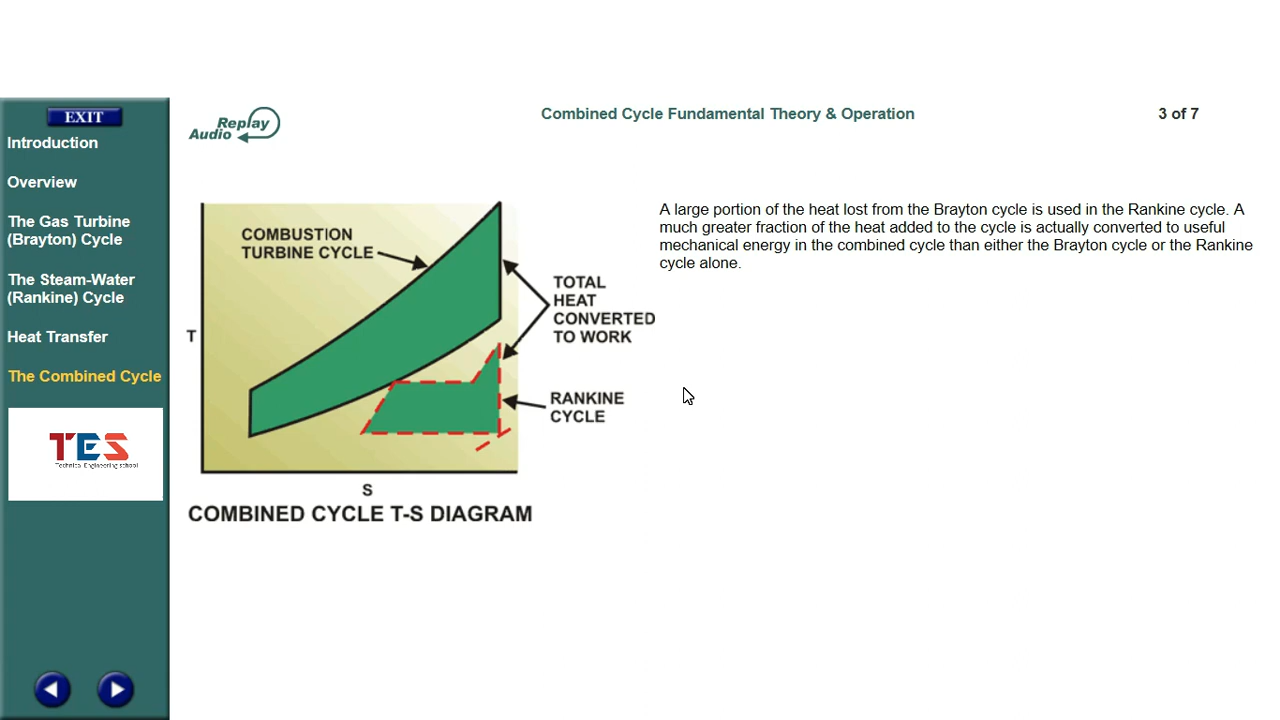 EXIT
Introduction
Overview
The Gas Turbine
(Brayton) Cycle
The Steam-Water
(Rankine) Cycle
Heat Transfer
The Combined Cycle
TES
Technical Engineering school
Replay
Audio
Combined Cycle Fundamental Theory & Operation
3 of 7
COMBUSTION
TURBINE CYCLE
TOTAL
HEAT
CONVERTED
TO WORK
T
RANKINE
CYCLE
S
COMBINED CYCLE T-S DIAGRAM
A large portion of the heat lost from the Brayton cycle is used in the Rankine cycle. A
much greater fraction of the heat added to the cycle is actually converted to useful
mechanical energy in the combined cycle than either the Brayton cycle or the Rankine
cycle alone.